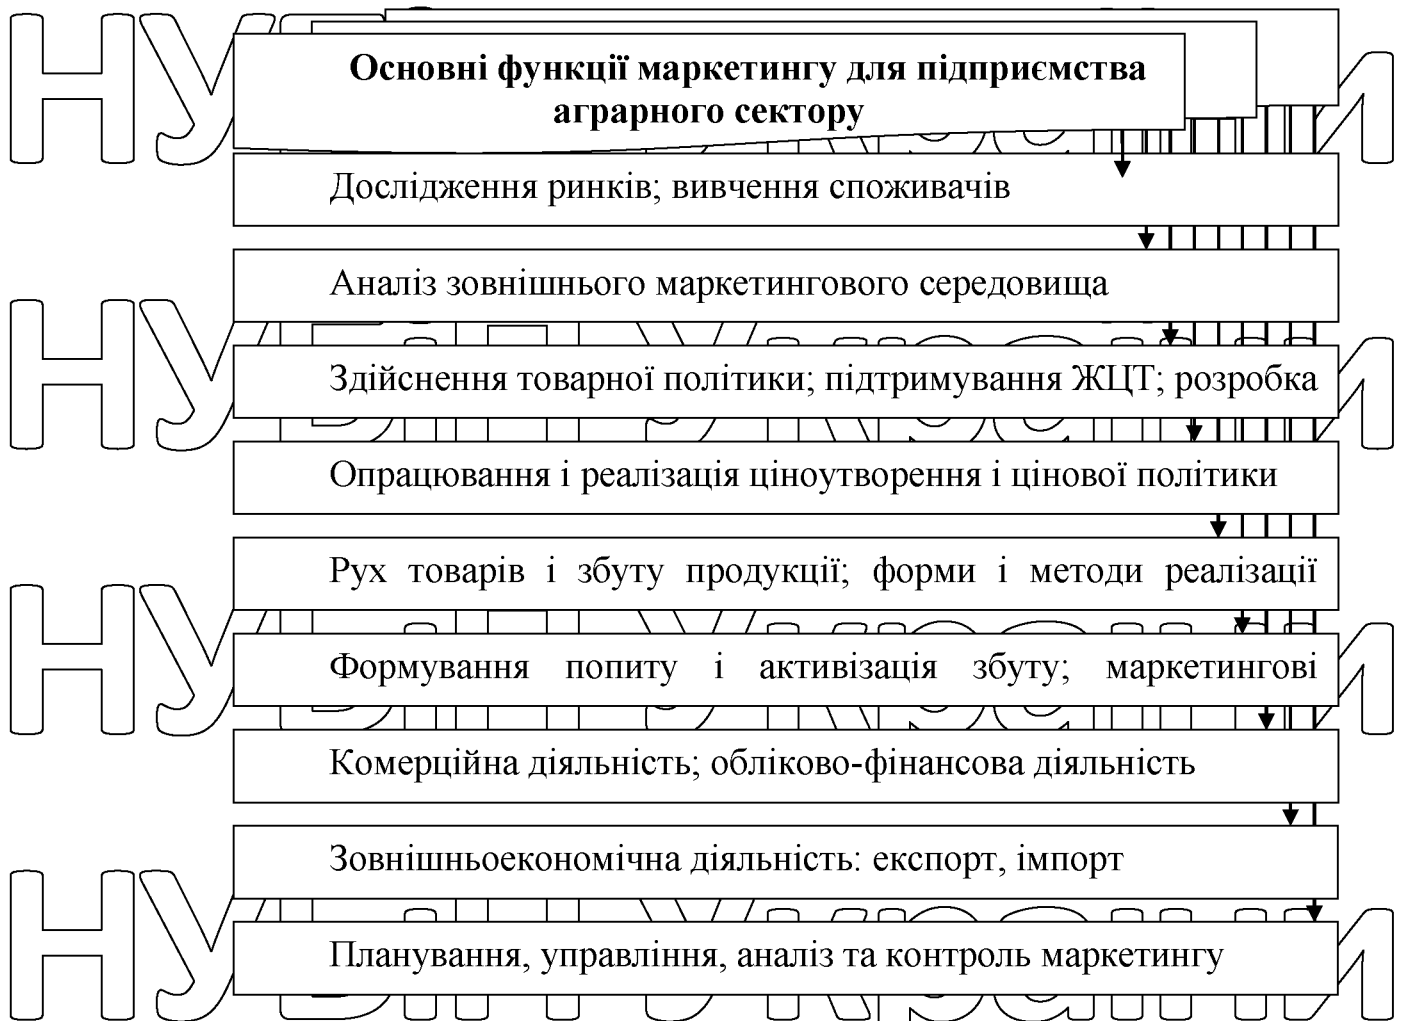 Основні функції маркетингу для підприємства
аграрного сектору
Дослідження ринків; вивчення споживачів
Аналіз зовнішнього маркетингового середовища
Здійснення товарної політики; підтримування ЖЦТ; розробка
Опрацювання і реалізація ціноутворення і цінової політики
Рух товарів і збуту продукції; форми і методи реалізації
Формування попиту і активізація збуту; маркетингові
Комерційна діяльність; обліково-фінансова діяльність
Зовнішньоекономічна діяльність: експорт, імпорт
Планування, управління, аналіз та контроль маркетингу